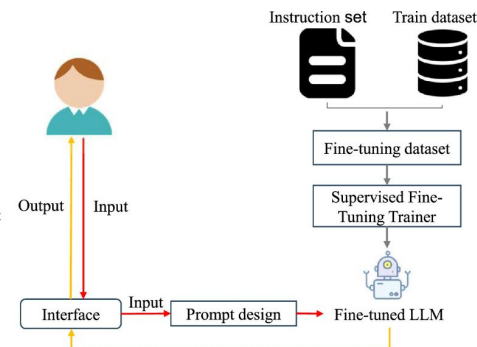 Instruction set
Train dataset
Fine-tuning dataset
Supervised Fine-
Tuning Trainer
Output
Input
Interface
Input
Prompt design
Fine-tuned LLM